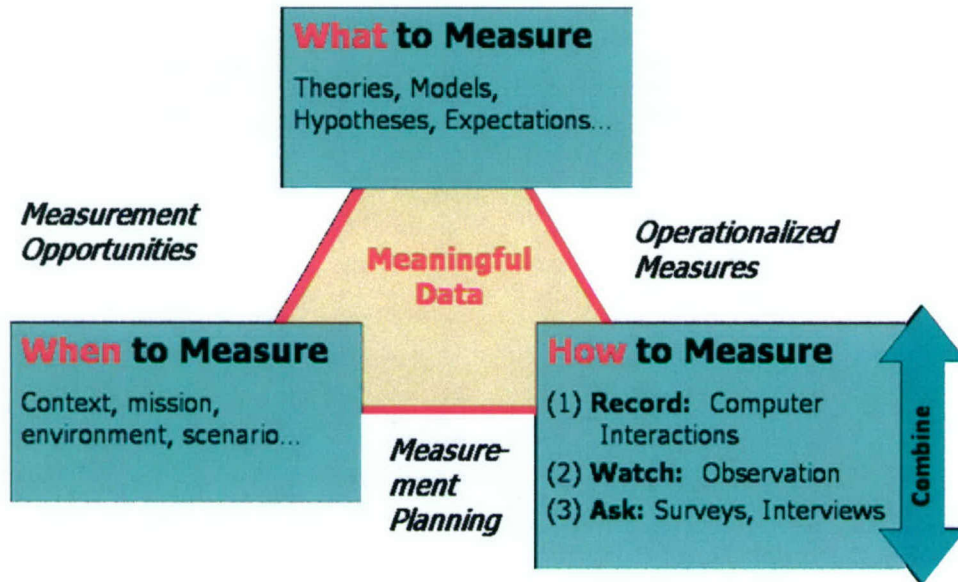 What to Measure
Theories, Models,
Hypotheses, Expectations...
Measurement
Opportunities
Operationalized
Measures
Meaningful
Data
When to Measure
Context, mission,
environment, scenario...
How to Measure
(1) Record: Computer
Interactions
(2) Watch: Observation
(3) Ask: Surveys, Interviews
Combine
Measure-
ment
Planning